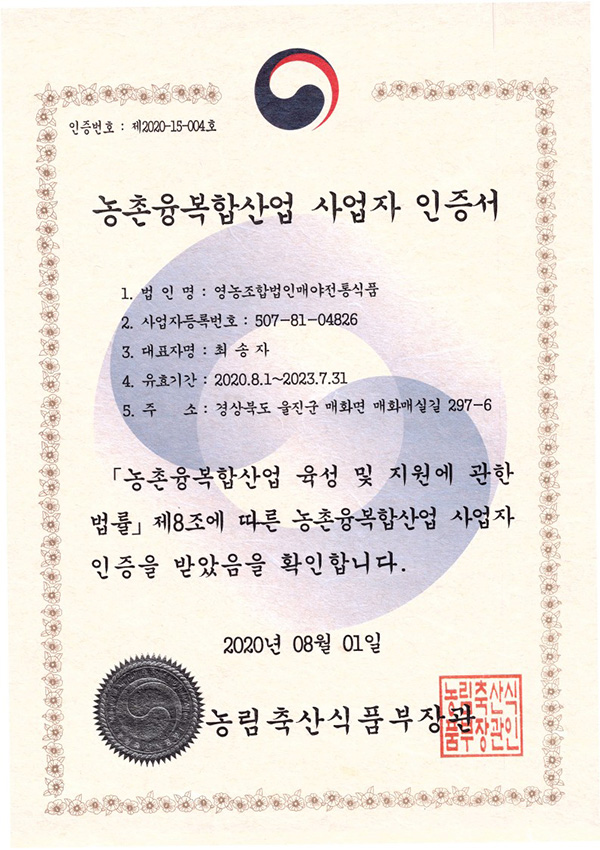 인증번호 : 제2020-15-004호
농촌융복합산업 사업자 인증서
1. 법 인 명 : 영농조합법인매야전통식품
2. 사업자등록번호 : 507-81-04826
3. 대표자명 : 최 송 자
4. 유효기간 : 2020.8.1~2023.7.31
5. 주 소 : 경상북도 울진군 매화면 매화매실길 297-6
「농촌융복합산업 육성 및 지원에 관한
법률」제8조에 따른 농촌융복합산업 사업자
인증을 받았음을 확인합니다.
2020년 08월 01일
농림축산식품부장관
농림축산식
품부장관인